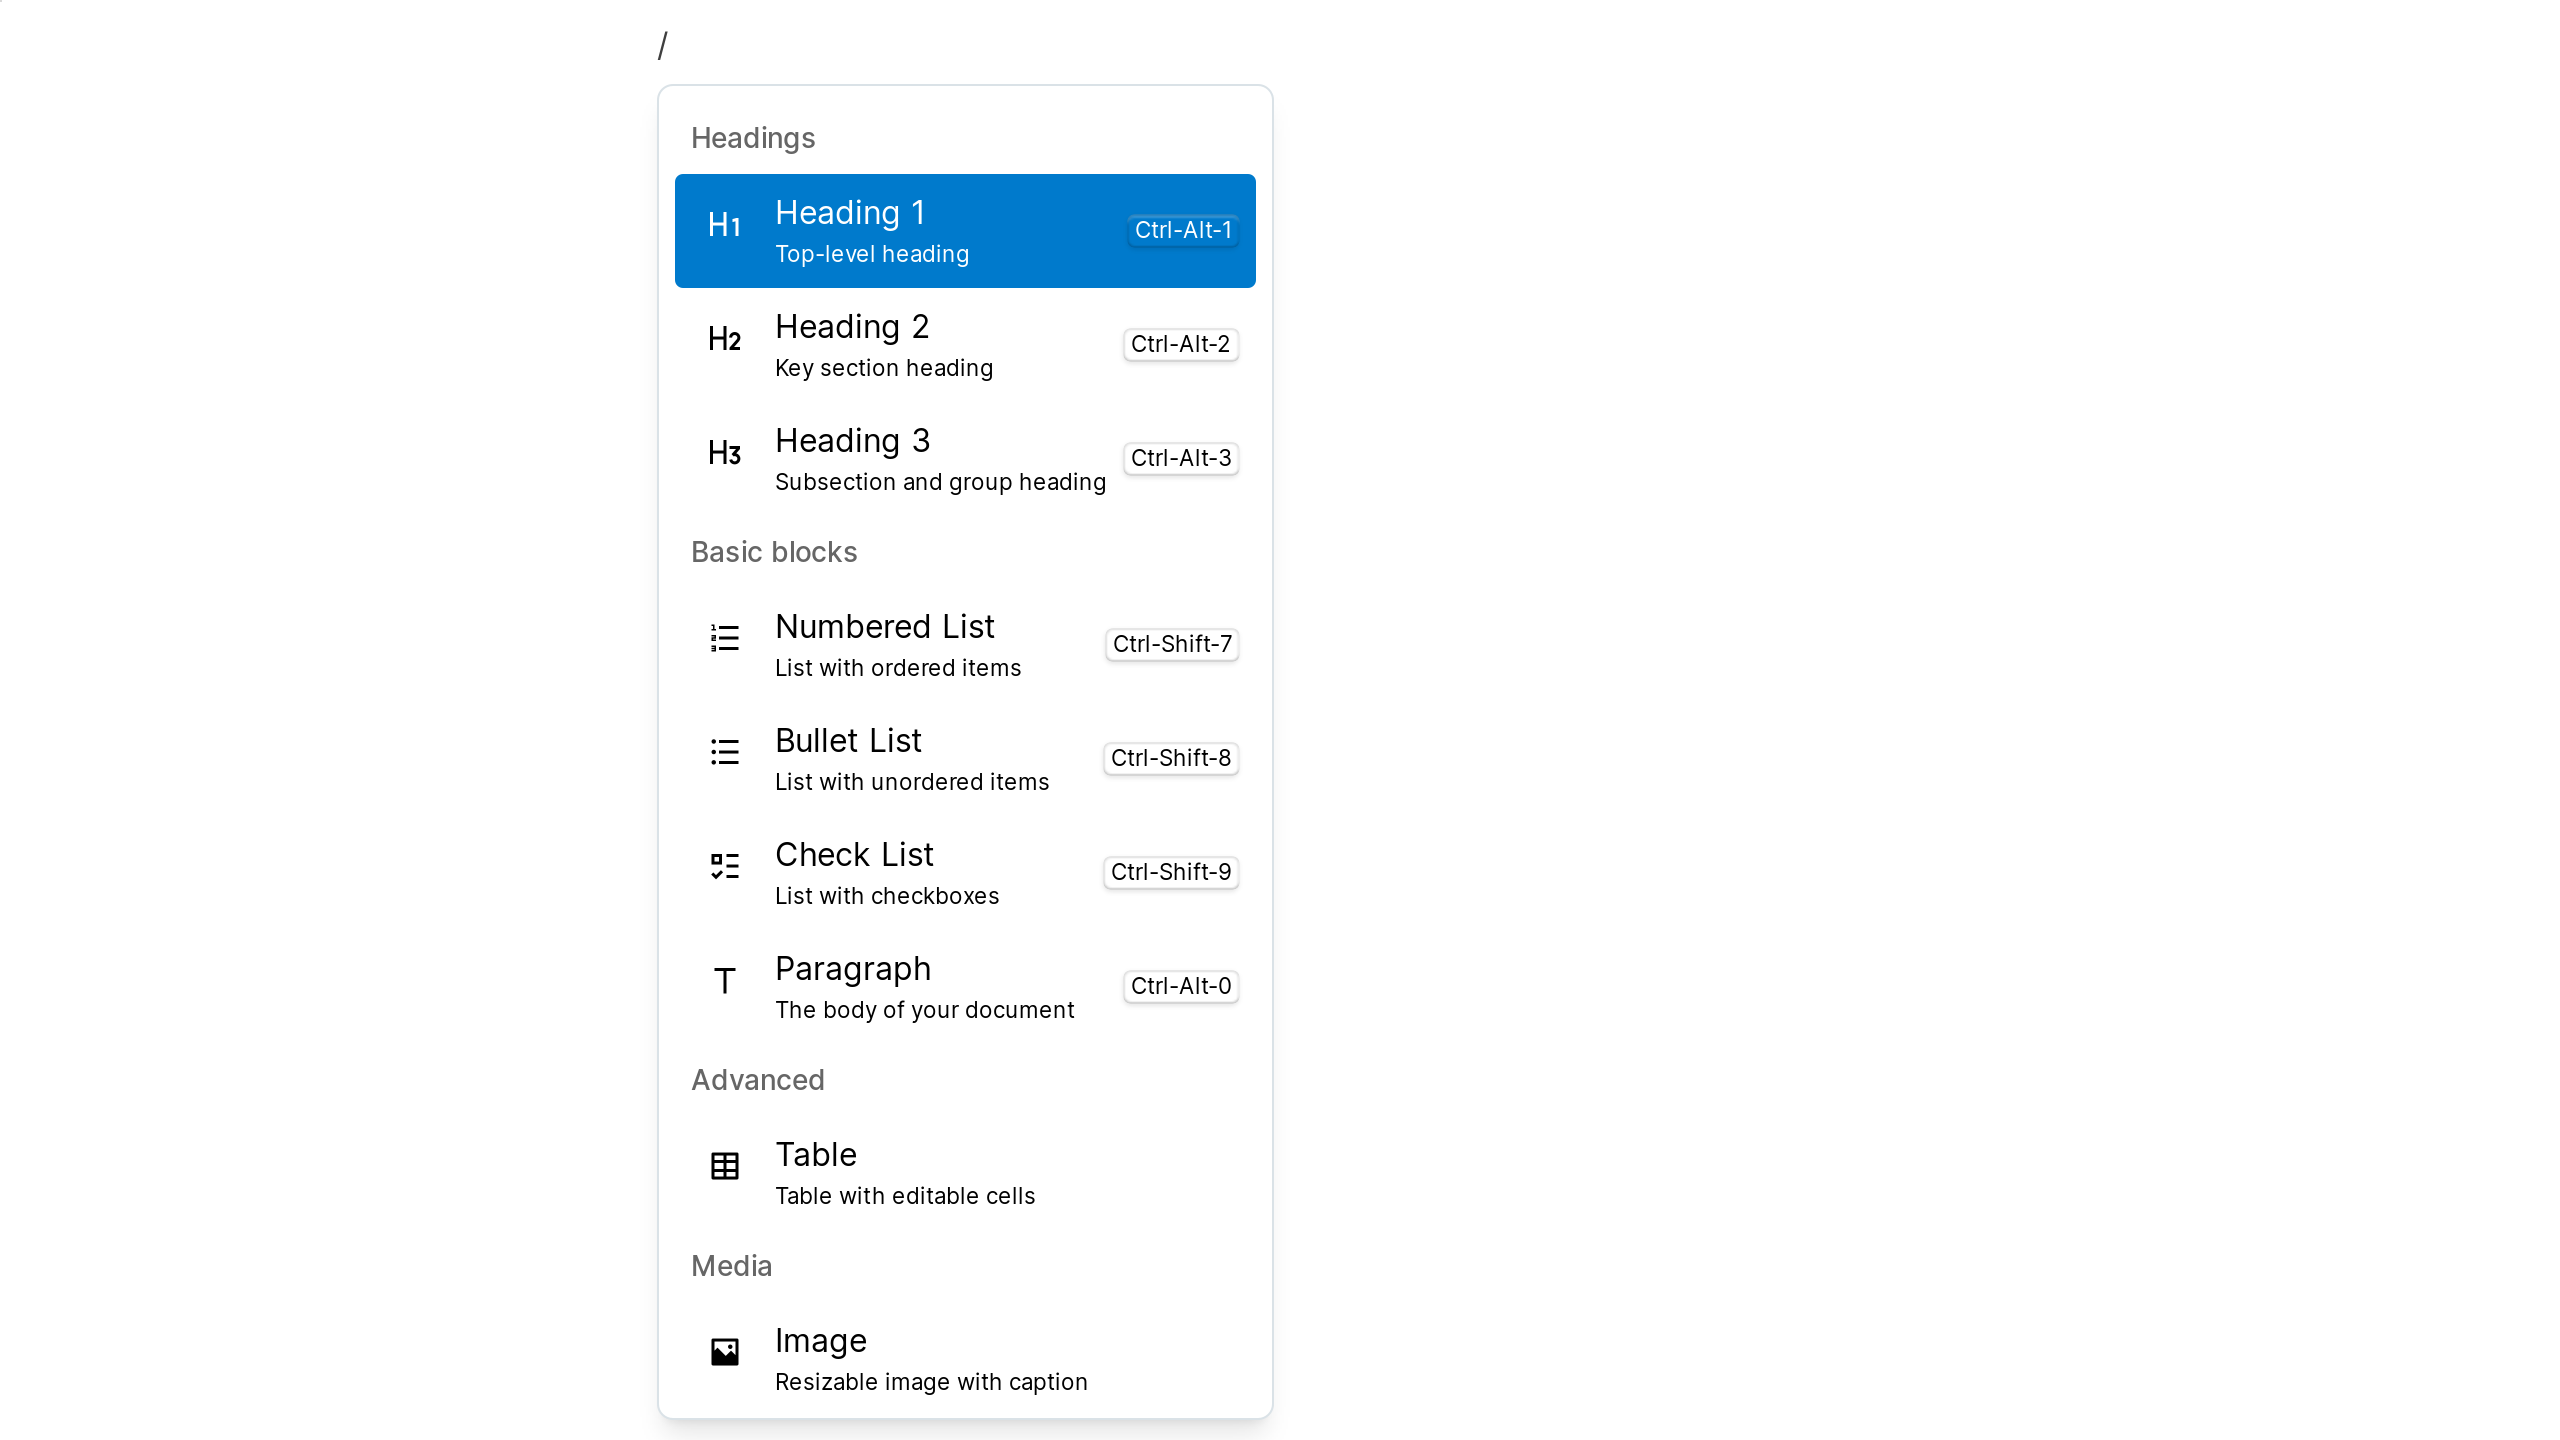 /
Headings
H1 Heading 1 Ctrl-Alt-1
Top-level heading
H2 Heading 2 Ctrl-Alt-2
Key section heading
H3 Heading 3 Ctrl-Alt-3
Subsection and group heading
Basic blocks
Numbered List Ctrl-Shift-7
List with ordered items
Bullet List Ctrl-Shift-8
List with unordered items
Check List Ctrl-Shift-9
List with checkboxes
T Paragraph Ctrl-Alt-0
The body of your document
Advanced
Table
Table with editable cells
Media
Image
Resizable image with caption